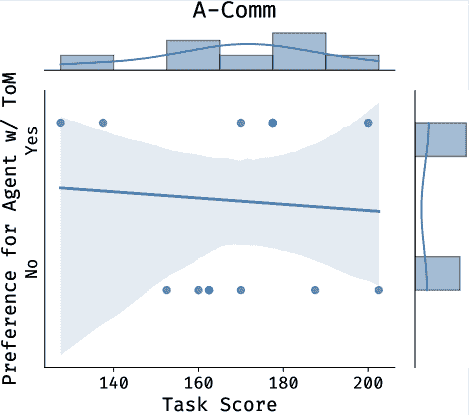 A-Comm
Preference for Agent w/ ToM
Yes
No
140 160 180 200
Task Score